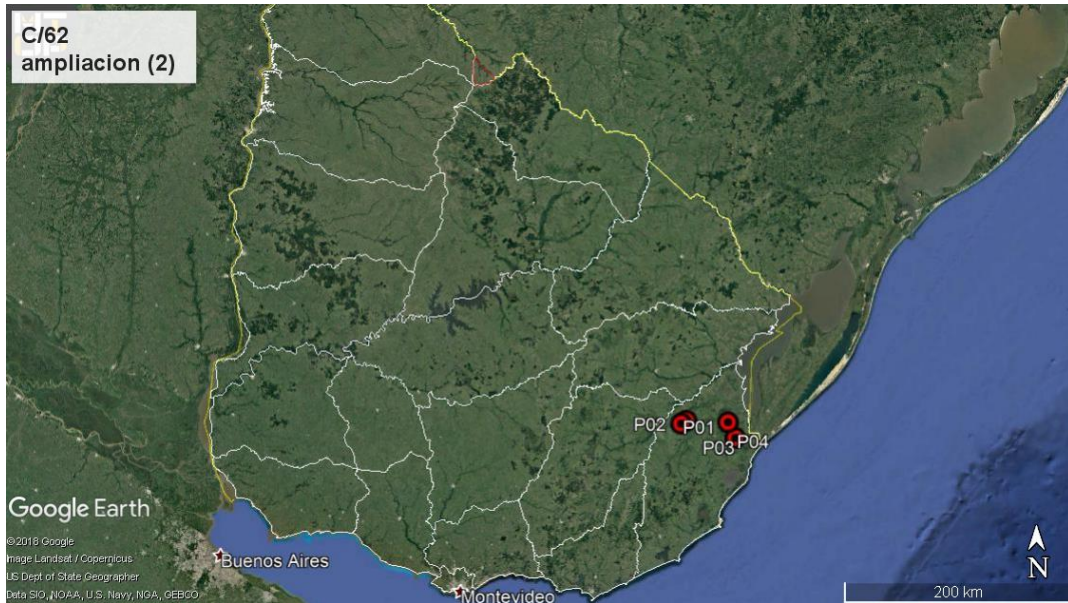 C/62
ampliacion (2)
P02
P01
P03
P04
Google Earth
©2018 Google
Image Landsat / Copernicus
US Dept of State Geographer
Data SIO, NOAA, U.S. Navy, NGA, GEBCO
Buenos Aires
Montevideo
N
200 km